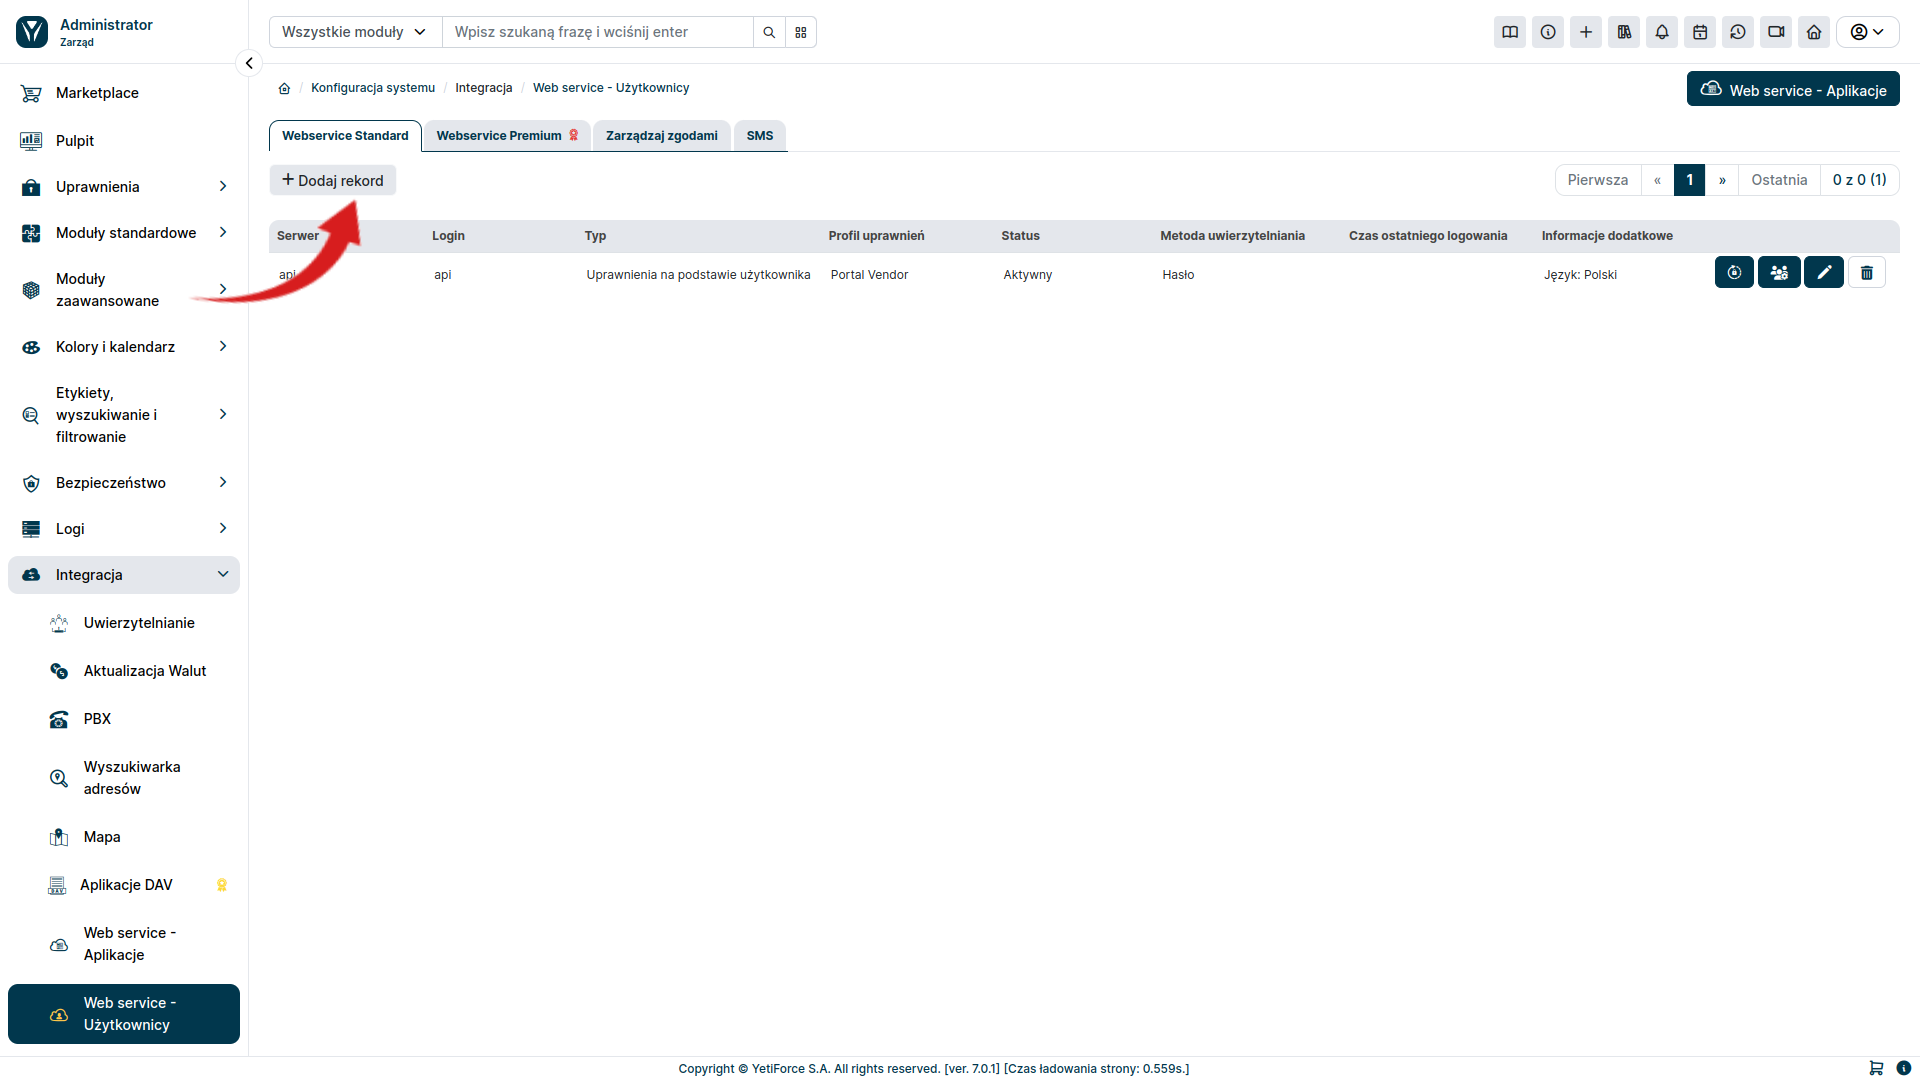 Administrator
Zarząd
Wszystkie moduły
Wpisz szukaną frazę i wciśnij enter
Marketplace
Pulpit
Uprawnienia
Moduły standardowe
Moduły
zaawansowane
Kolory i kalendarz
Etykiety,
wyszukiwanie i
filtrowanie
Bezpieczeństwo
Logi
Integracja
Uwierzytelnianie
Aktualizacja Walut
PBX
Wyszukiwarka
adresów
Mapa
Aplikacje DAV
Web service -
Aplikacje
Web service -
Użytkownicy
/ Konfiguracja systemu / Integracja / Web service - Użytkownicy
Web service - Aplikacje
Webservice Standard Webservice Premium Zarządzaj zgodami SMS
+ Dodaj rekord
Pierwsza « 1 » Ostatnia 0 z 0 (1)
Serwer Login Typ Profil uprawnień Status Metoda uwierzytelniania Czas ostatniego logowania Informacje dodatkowe
api api Uprawnienia na podstawie użytkownika Portal Vendor Aktywny Hasło Język: Polski
Copyright © YetiForce S.A. All rights reserved. [ver. 7.0.1] [Czas ładowania strony: 0.559s.]